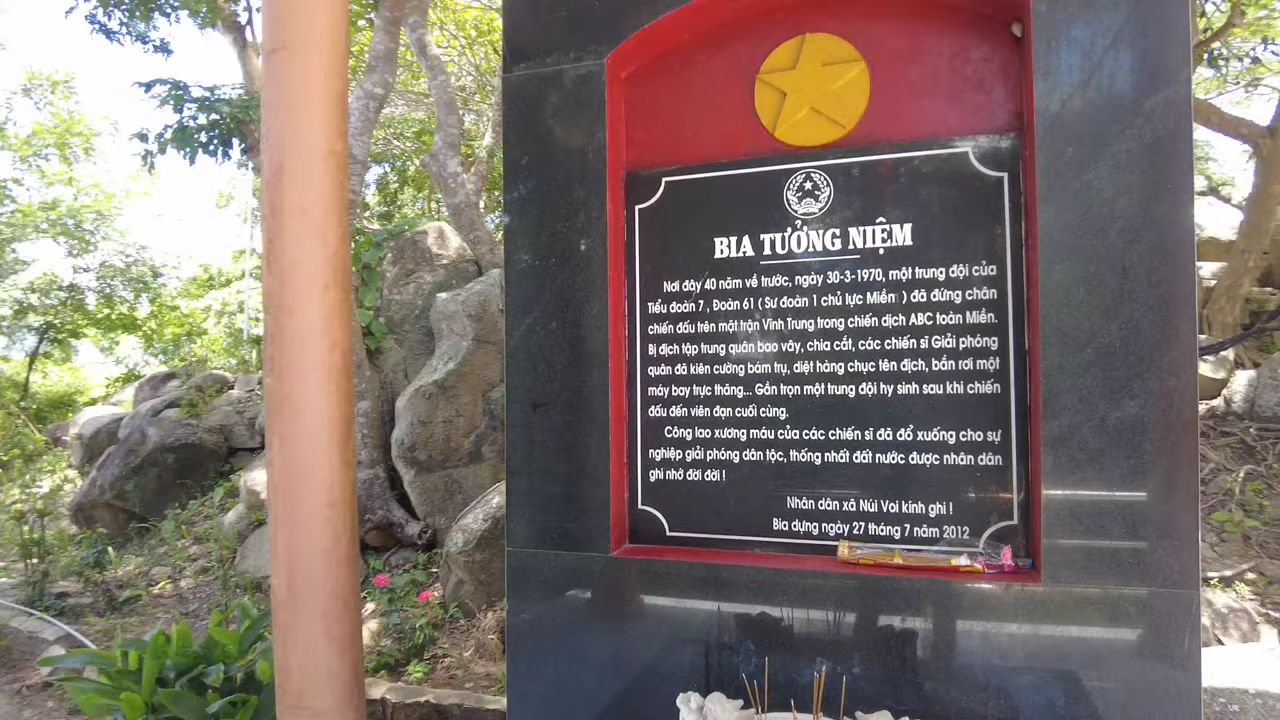 BIA TƯỞNG NIỆM
Nơi đây 40 năm về trước, ngày 30-3-1970, một trung đội của
Tiểu đoàn 7 , Đoàn 61 ( Sư đoàn 1 chủ lực Miền ) đã đứng chân
chiến đấu trên mặt trận Vĩnh Trung trong chiến dịch ABC toàn Miền.
Bị địch tập trung quân bao vây, chia cắt, các chiến sĩ Giải phóng
quân đã kiên cường bám trụ, diệt hàng chục tên địch, bắn rơi một
máy bay trực thăng... Gần trọn một trung đội hy sinh sau khi chiến
đấu đến viên đạn cuối cùng.
Công lao xương máu của các chiến sĩ đã đổ xuống cho sự
nghiệp giải phóng dân tộc, thống nhất đất nước được nhân dân
ghi nhớ đời đời !
Nhân dân xã Núi Voi kính ghi !
Bia dựng ngày 27 tháng 7 năm 2012